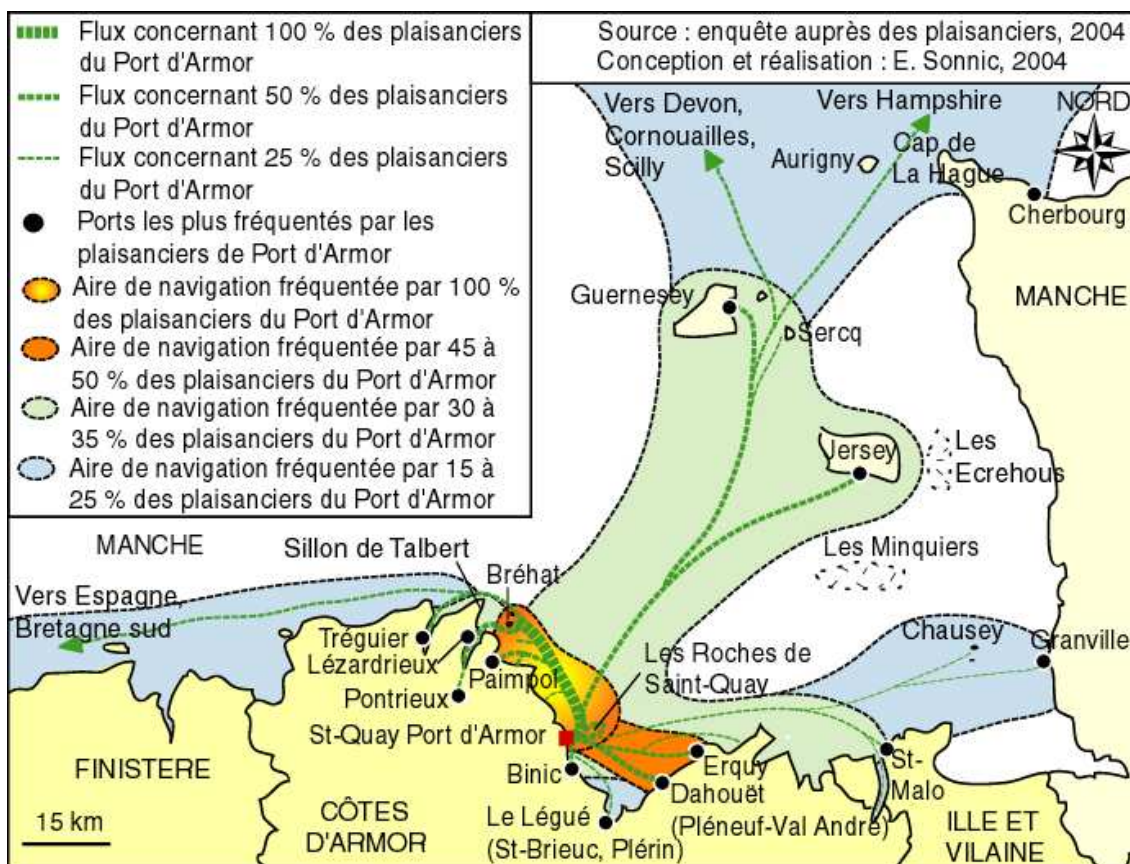 Flux concernant 100 % des plaisanciers
du Port d'Armor
Flux concernant 50 % des plaisanciers
du Port d'Armor
Flux concernant 25 % des plaisanciers
du Port d'Armor
Ports les plus fréquentés par les
plaisanciers de Port d'Armor
Aire de navigation fréquentée par 100 %
des plaisanciers du Port d'Armor
Aire de navigation fréquentée par 45 à
50 % des plaisanciers du Port d'Armor
Aire de navigation fréquentée par 30 à
35 % des plaisanciers du Port d'Armor
Aire de navigation fréquentée par 15 à
25 % des plaisanciers du Port d'Armor
Source : enquête auprès des plaisanciers, 2004
Conception et réalisation : E. Sonnic, 2004
Vers Devon,
Cornouailles,
Scilly
Vers Hampshire
NORD
Aurigny
Cap de
La Hague
Cherbourg
Guernesey
Sercq
MANCHE
Jersey
Les
Ecrehous
Les Minquiers
MANCHE
Sillon de Talbert
Bréhat
Vers Espagne,
Bretagne sud
Tréguier
Lézardrieux
Paimpol
Pontrieux
Chausey
Granville
Les Roches de
Saint-Quay
St-Quay Port d'Armor
FINISTERE
Binic
Erquy
St-
Malo
Dahouët
(Pléneuf-Val André)
CÔTES
D'ARMOR
Le Légué
(St-Brieuc, Plérin)
ILLE ET
VILAINE
15 km